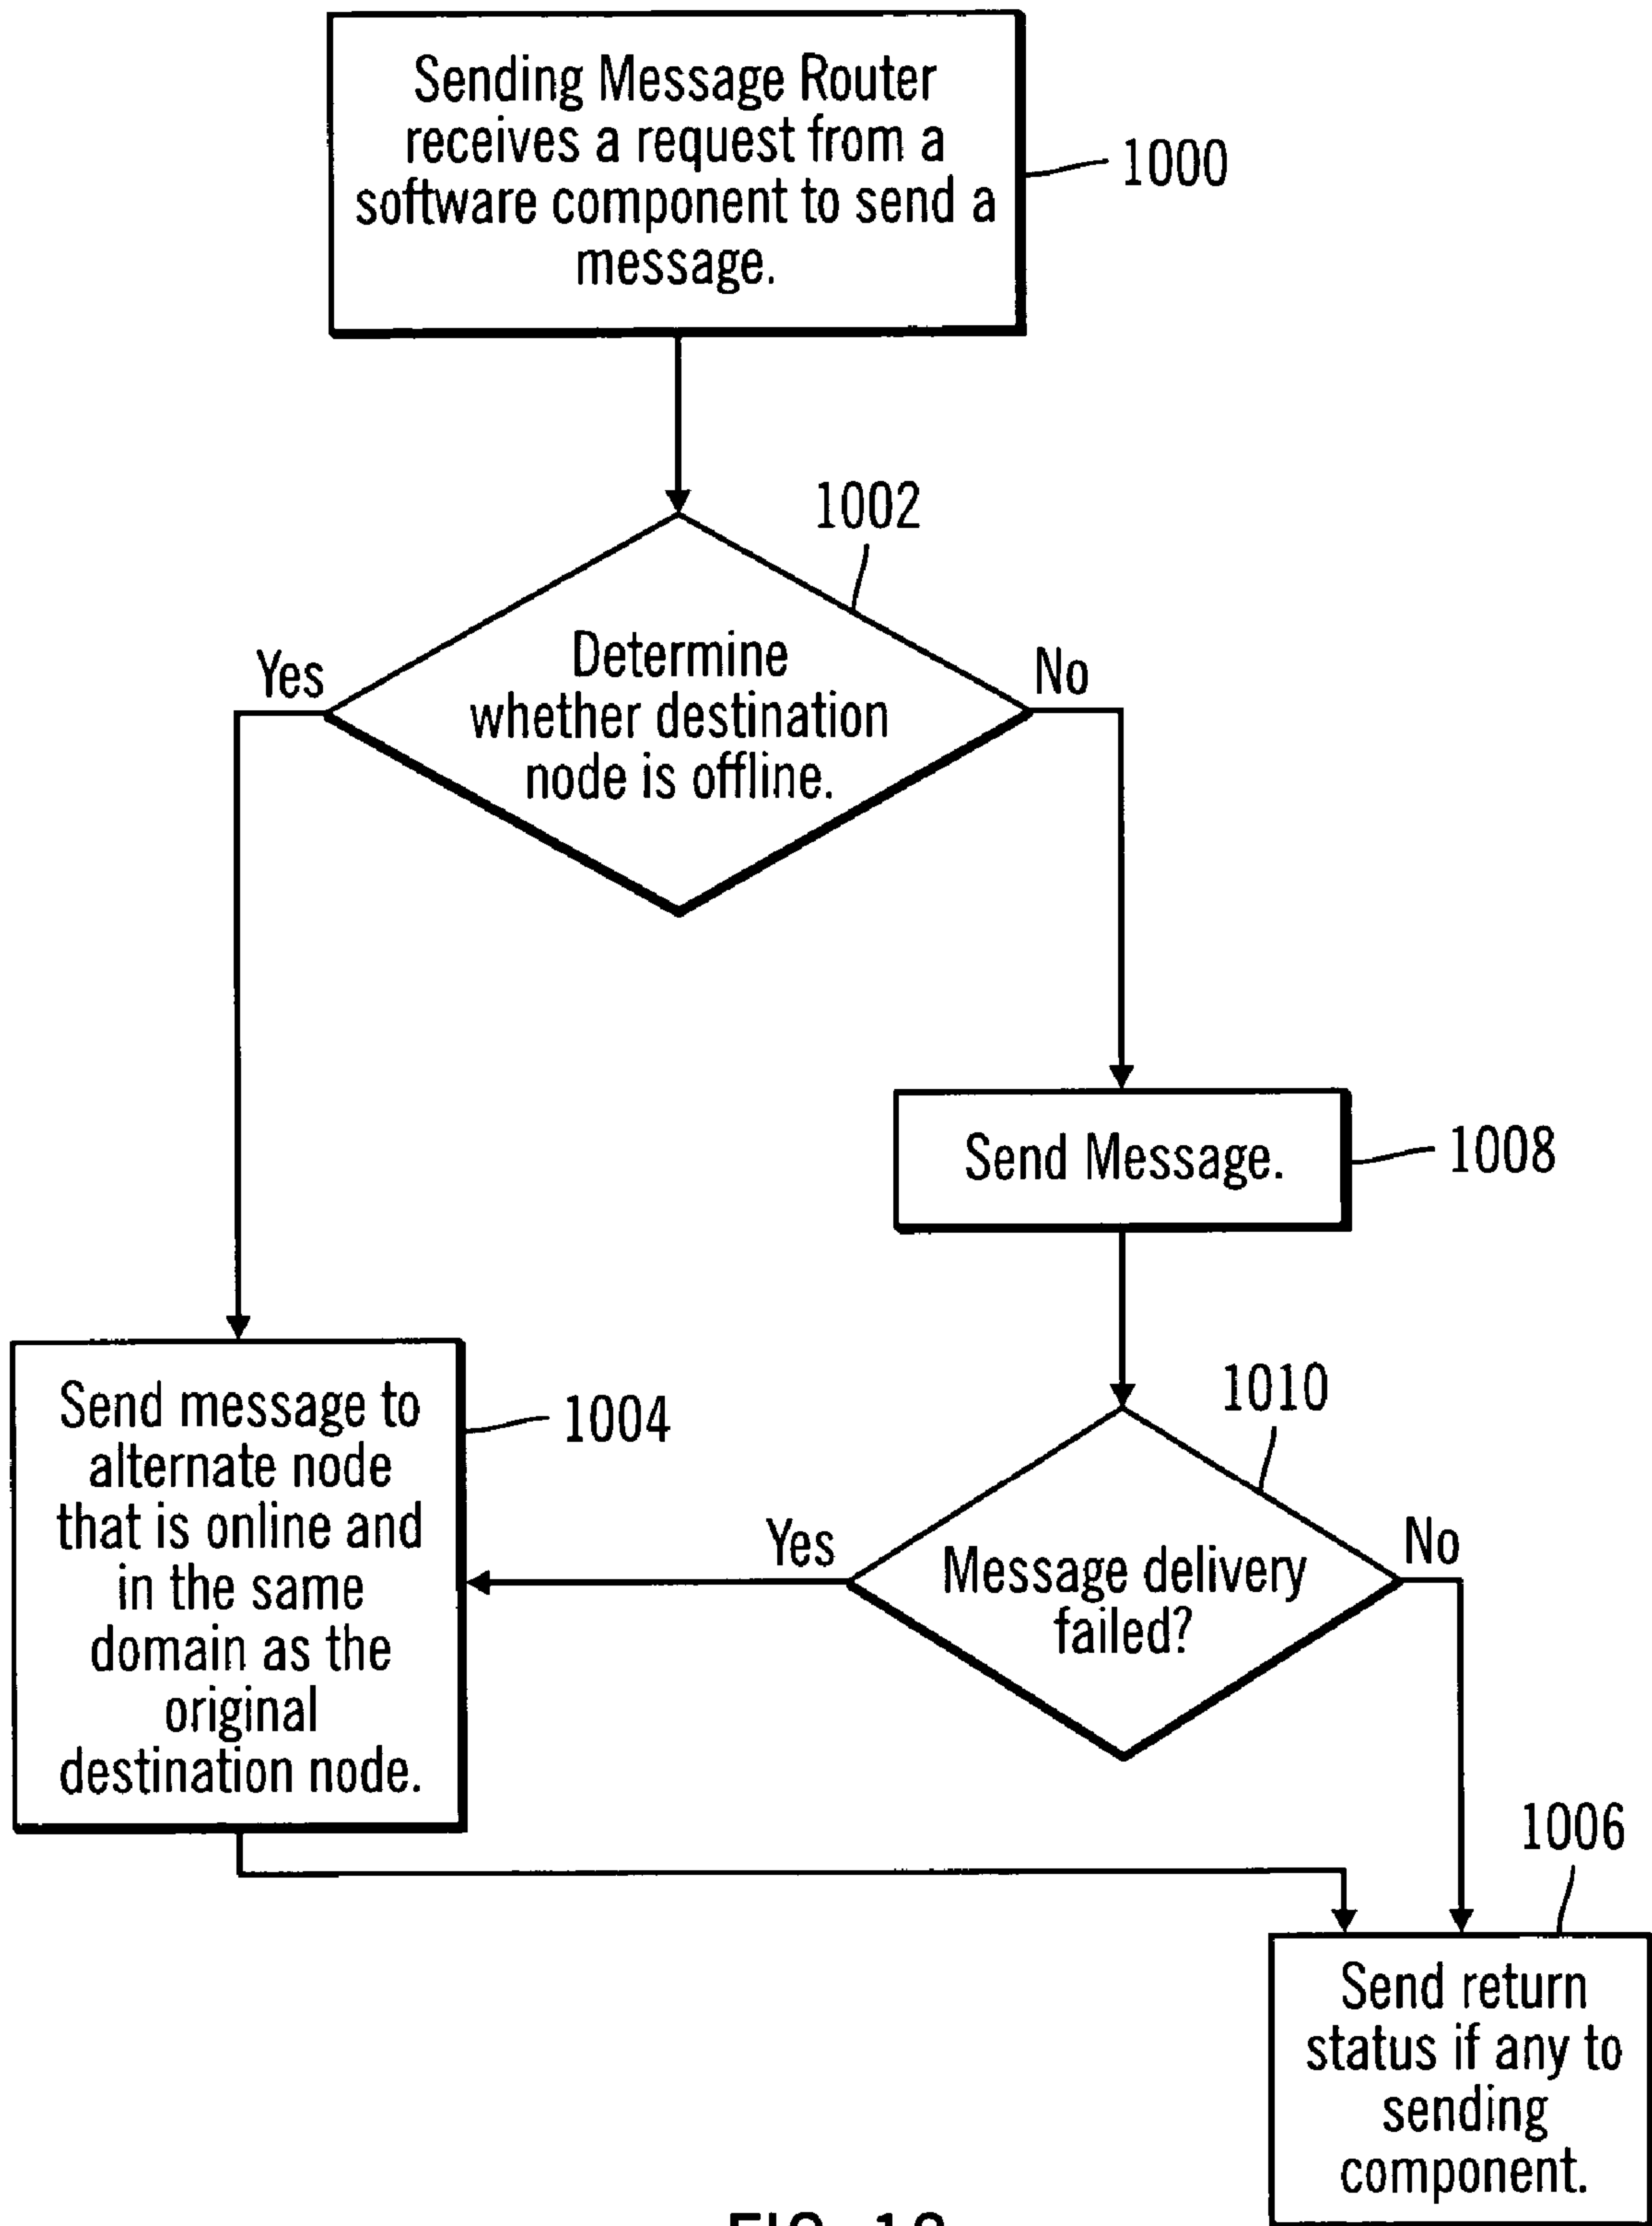 Sending Message Router
receives a request from a
software component to send a
message.
1000
1002
Determine
whether destination
node is offline.
Yes
No
Send Message.
1008
Send message to
alternate node
that is online and
in the same
domain as the
original
destination node.
1004
1010
Message delivery
failed?
Yes
No
1006
Send return
status if any to
sending
component.